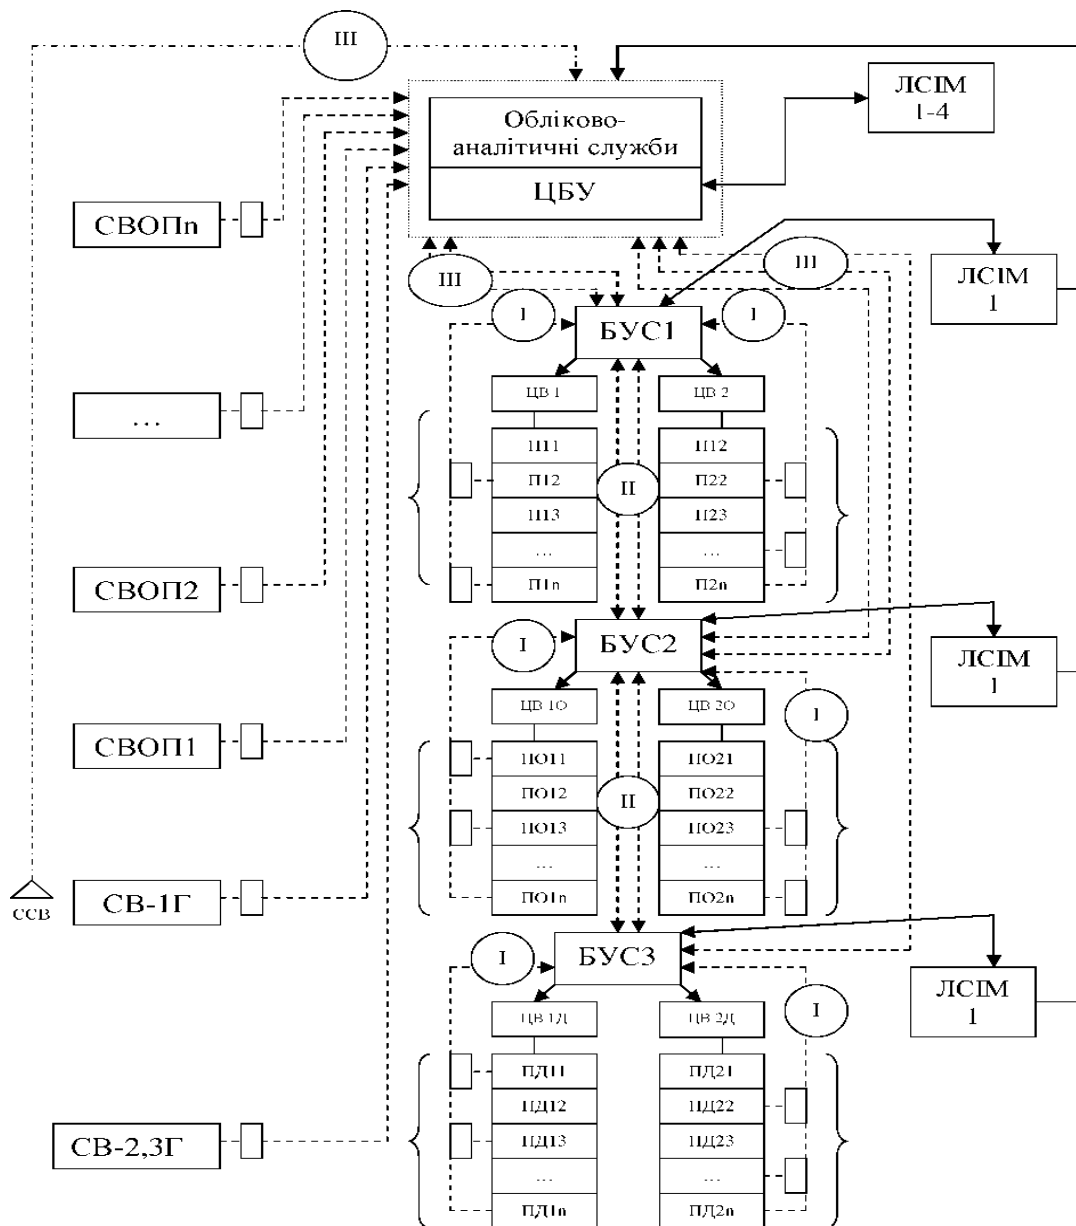 III
ЛСІМ
1-4
Обліково-
аналітичні служби
ЦБУ
СВОПn
III
III
ЛСІМ
1
I
I
БУС1
ЦВ 1
ЦВ 2
...
П11
П12
П12
П22
II
П13
П23
...
...
СВОП2
П1n
П2n
I
БУС2
ЛСІМ
1
ЦВ 1О
ЦВ 2О
I
СВОП1
ПО11
ПО21
ПО12
ПО22
II
ПО13
ПО23
...
...
ССВ
СВ-1Г
ПО1n
ПО2n
I
БУС3
ЛСІМ
1
ЦВ 1Д
ЦВ 2Д
I
ПД11
ПД21
ПД12
ПД22
СВ-2,3Г
ПД13
ПД23
...
...
ПД1n
ПД2n